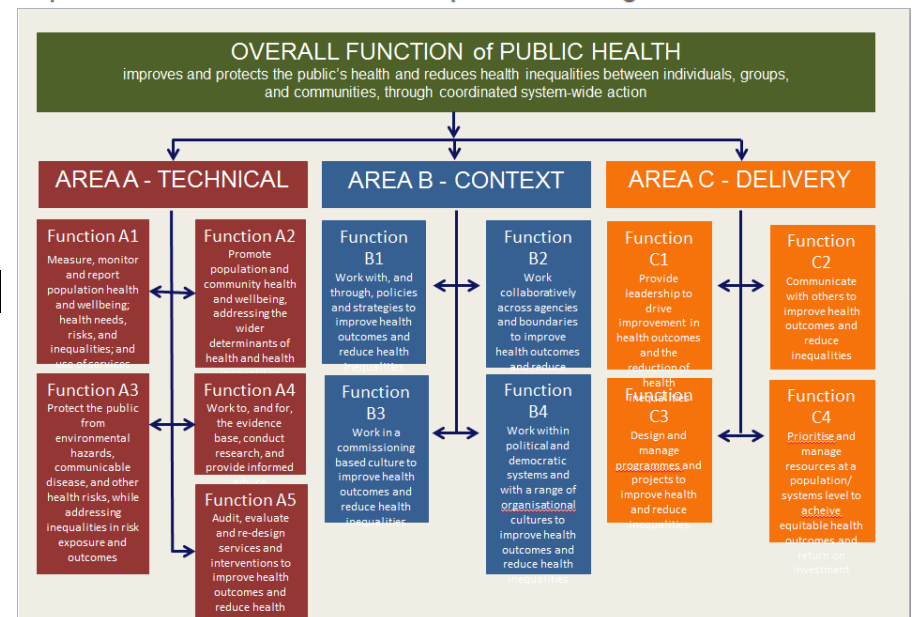 OVERALL FUNCTION of PUBLIC HEALTH
improves and protects the public's health and reduces health inequalities between individuals, groups,
and communities, through coordinated system-wide action
AREA A - TECHNICAL
AREA B - CONTEXT
AREA C - DELIVERY
Function A1
Measure, monitor
and report
population health
and wellbeing;
health needs,
risks, and
inequalities; and
use of services
Function A2
Promote
population and
community health
and wellbeing,
addressing the
wider
determinants of
health and health
Function A3
Protect the public
from
environmental
hazards,
communicable
disease, and other
health risks, while
addressing
inequalities in risk
exposure and
outcomes
Function A4
Work to, and for,
the evidence
base, conduct
research, and
provide informed
advice
Function A5
Audit, evaluate
and re-design
services and
interventions to
improve health
outcomes and
reduce health
Function
B1
Work with, and
through, policies
and strategies to
improve health
outcomes and
reduce health
inequalities
Function
B2
Work
collaboratively
across agencies
and boundaries
to improve
health outcomes
and reduce
Function
B3
Work in a
commissioning
based culture to
improve health
outcomes and
reduce health
inequalities
Function
B4
Work within
political and
democratic
systems and
with a range of
organisational
cultures to
improve health
outcomes and
reduce health
inequalities
Function
C1
Provide
leadership to
drive
improvement in
health outcomes
and the
reduction of
health
inequalities
Function
C2
Communicate
with others to
improve health
outcomes and
reduce
inequalities
Function
C3
Design and
manage
programmes and
projects to
improve health
and reduce
inequalities
Function
C4
Prioritise and
manage
resources at a
population/
systems level to
acheive
equitable health
outcomes and
return on
investment